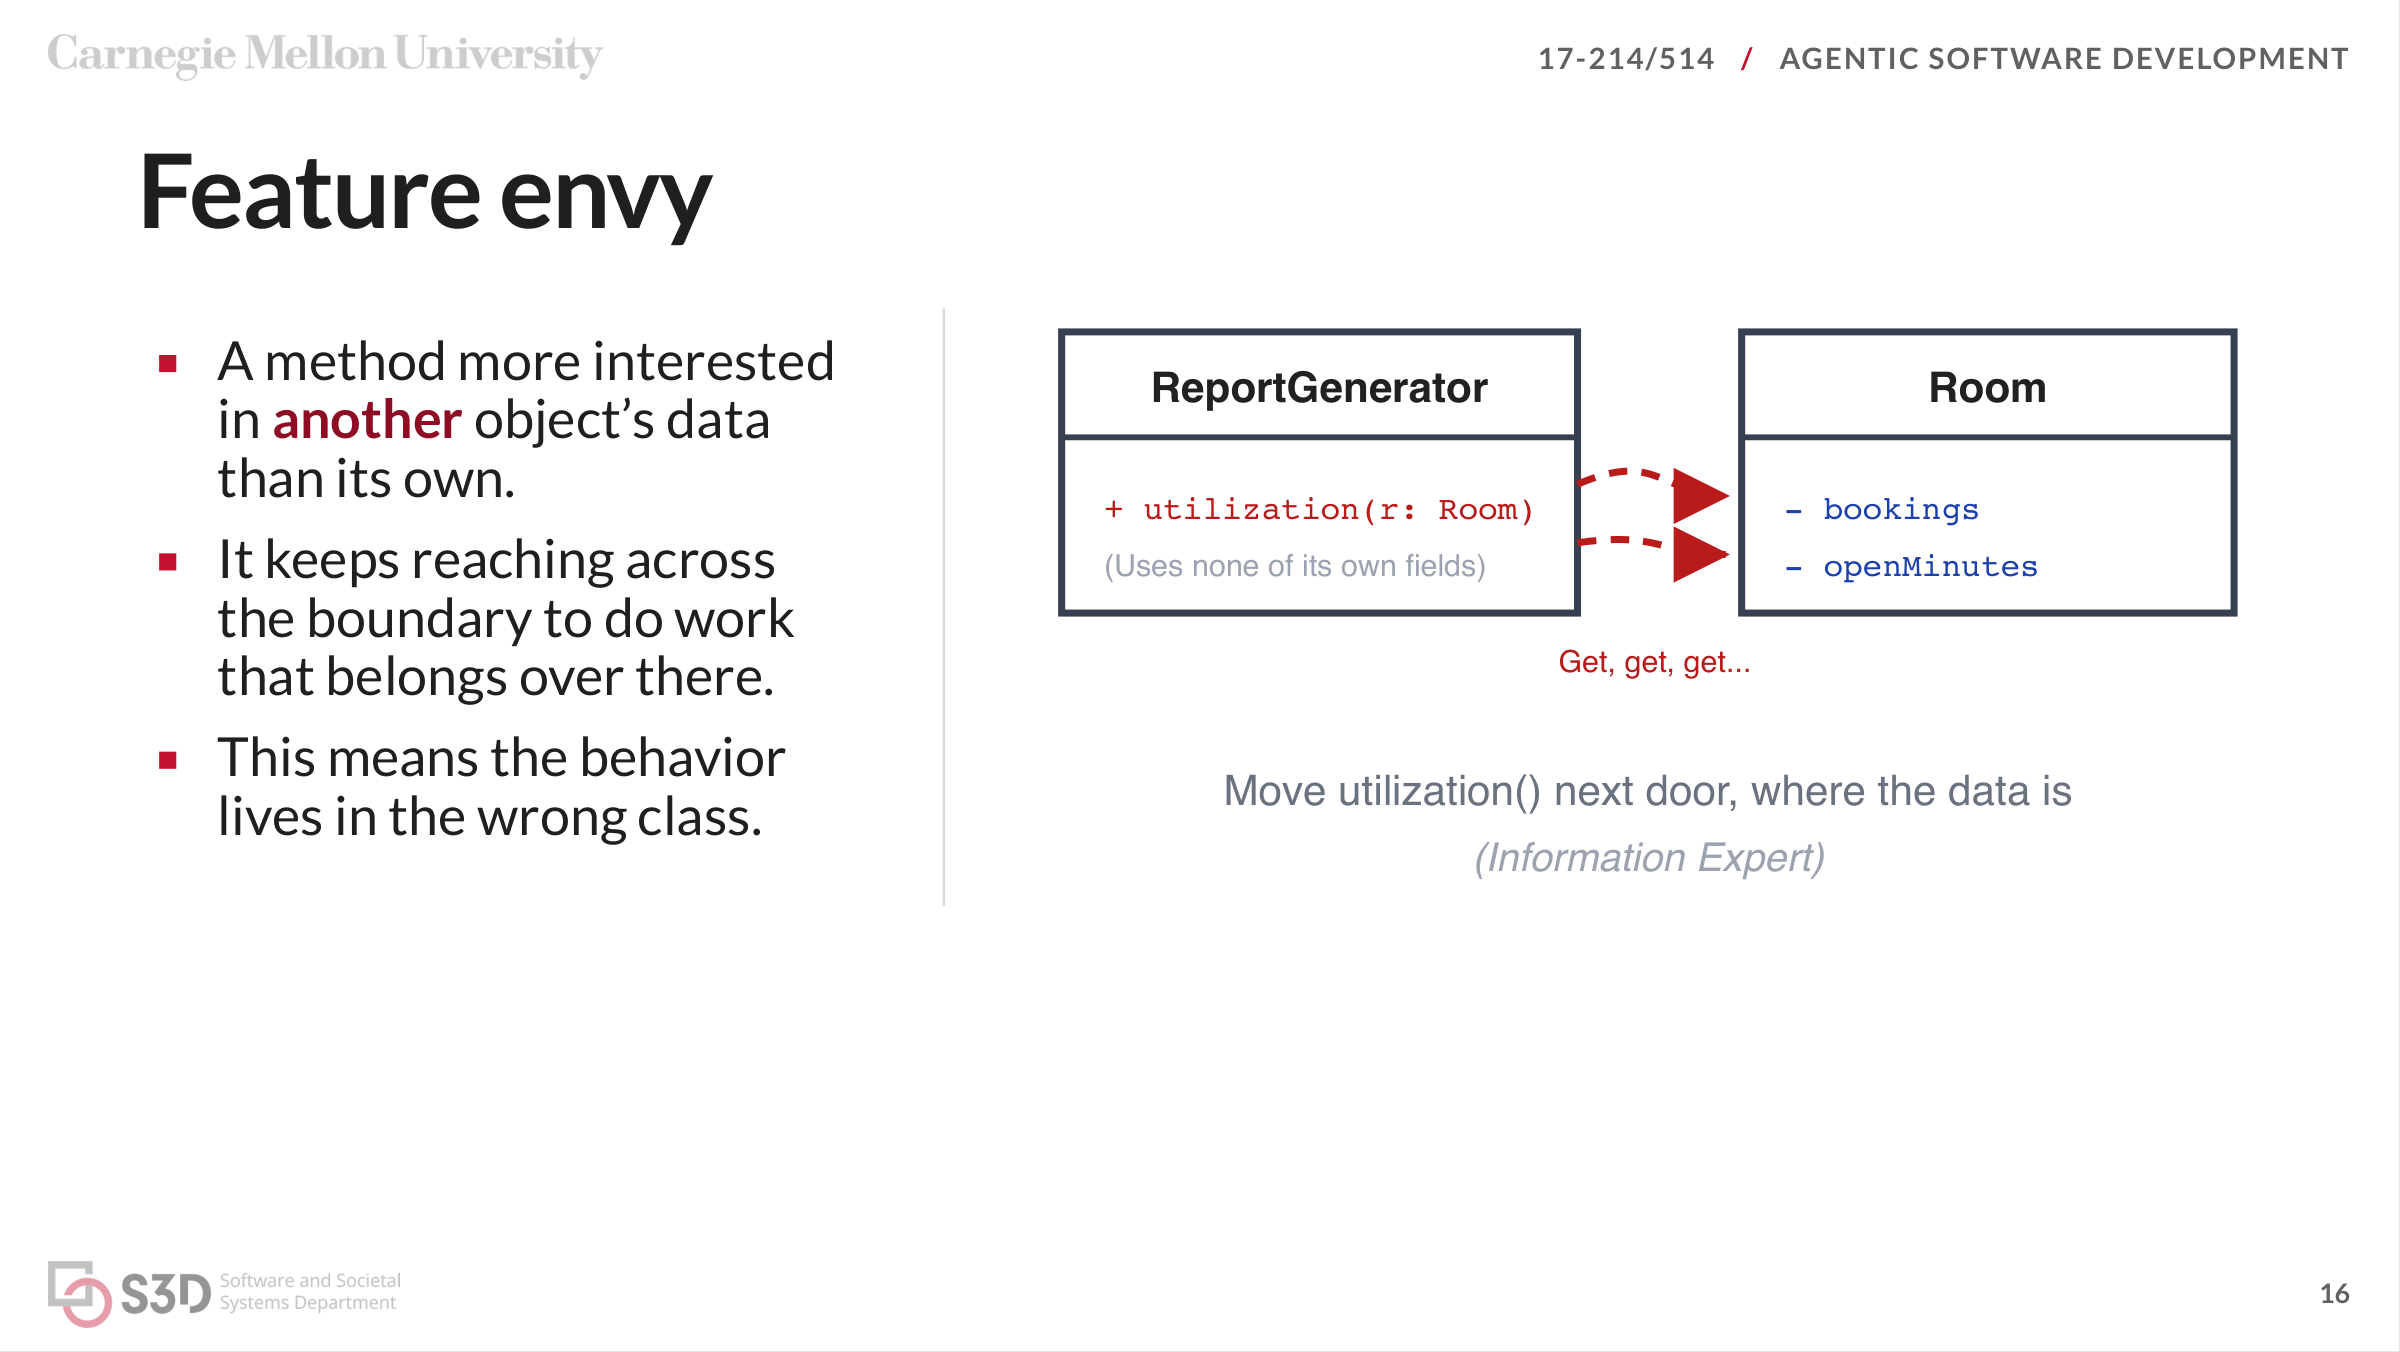 Carnegie Mellon University
17-214/514 / AGENTIC SOFTWARE DEVELOPMENT
Feature envy
▪ A method more interested
in another object’s data
than its own.
▪ It keeps reaching across
the boundary to do work
that belongs over there.
▪ This means the behavior
lives in the wrong class.
ReportGenerator
+ utilization(r: Room)
(Uses none of its own fields)
Room
- bookings
- openMinutes
Get, get, get...
Move utilization() next door, where the data is
(Information Expert)
S3D Software and Societal
Systems Department
16